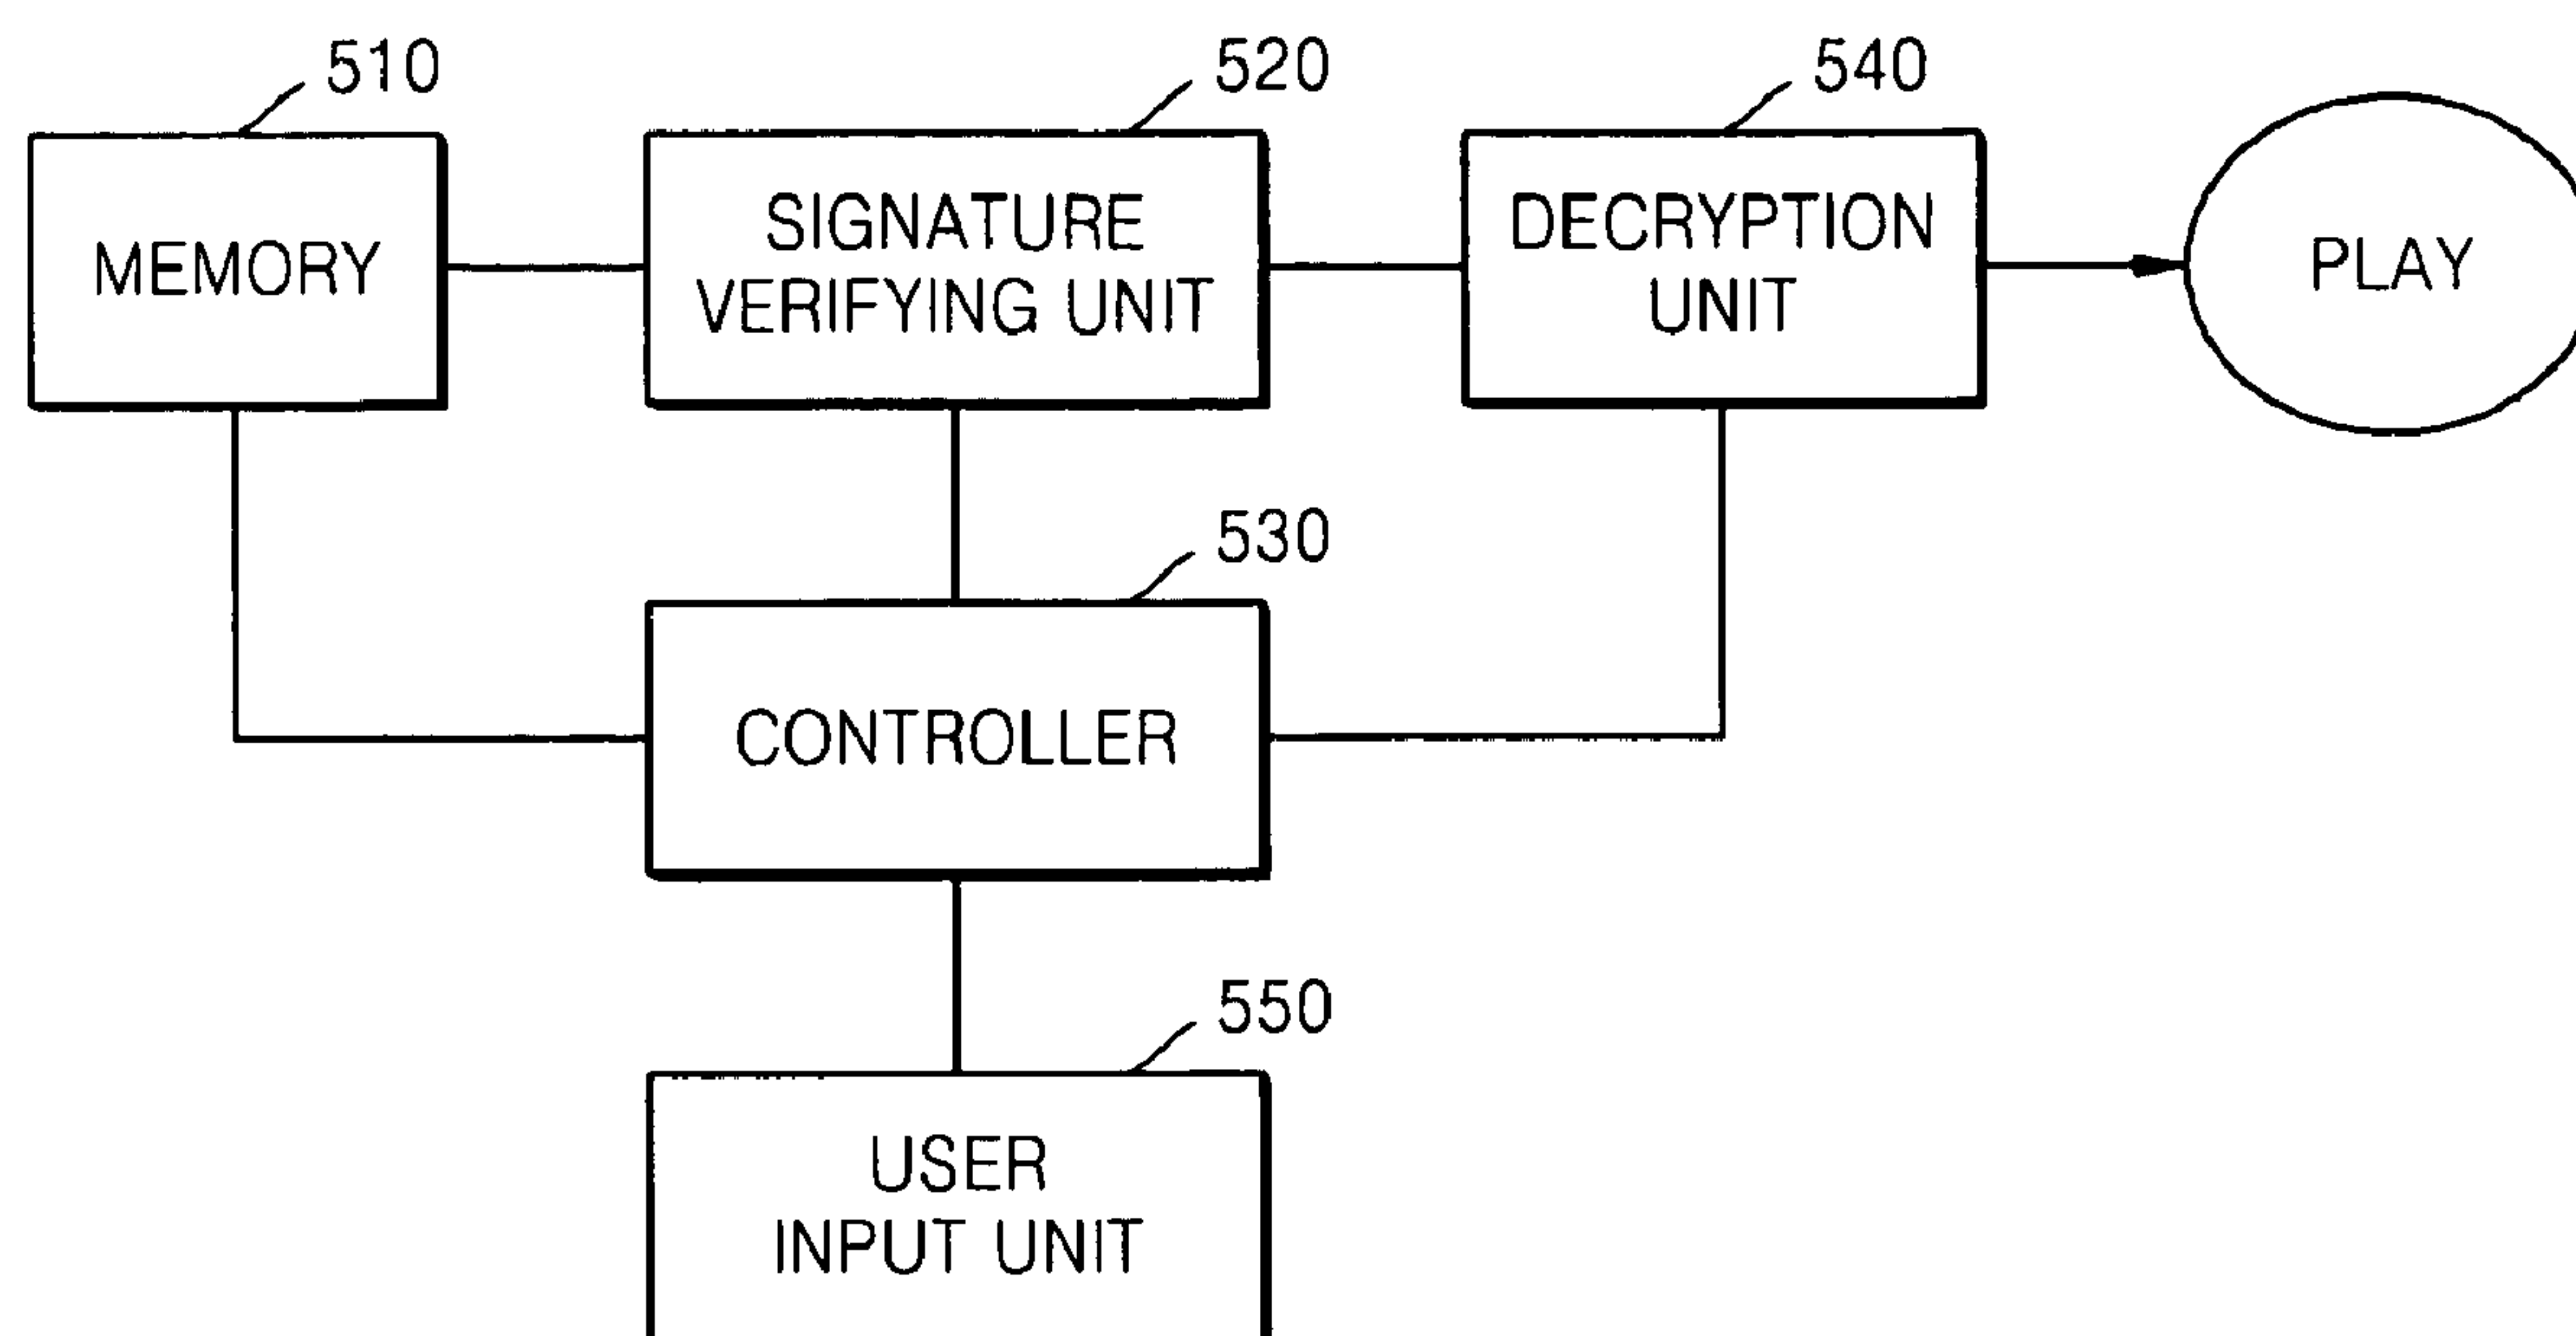 510
520
540
MEMORY
SIGNATURE
VERIFYING UNIT
DECRYPTION
UNIT
PLAY
530
CONTROLLER
550
USER
INPUT UNIT